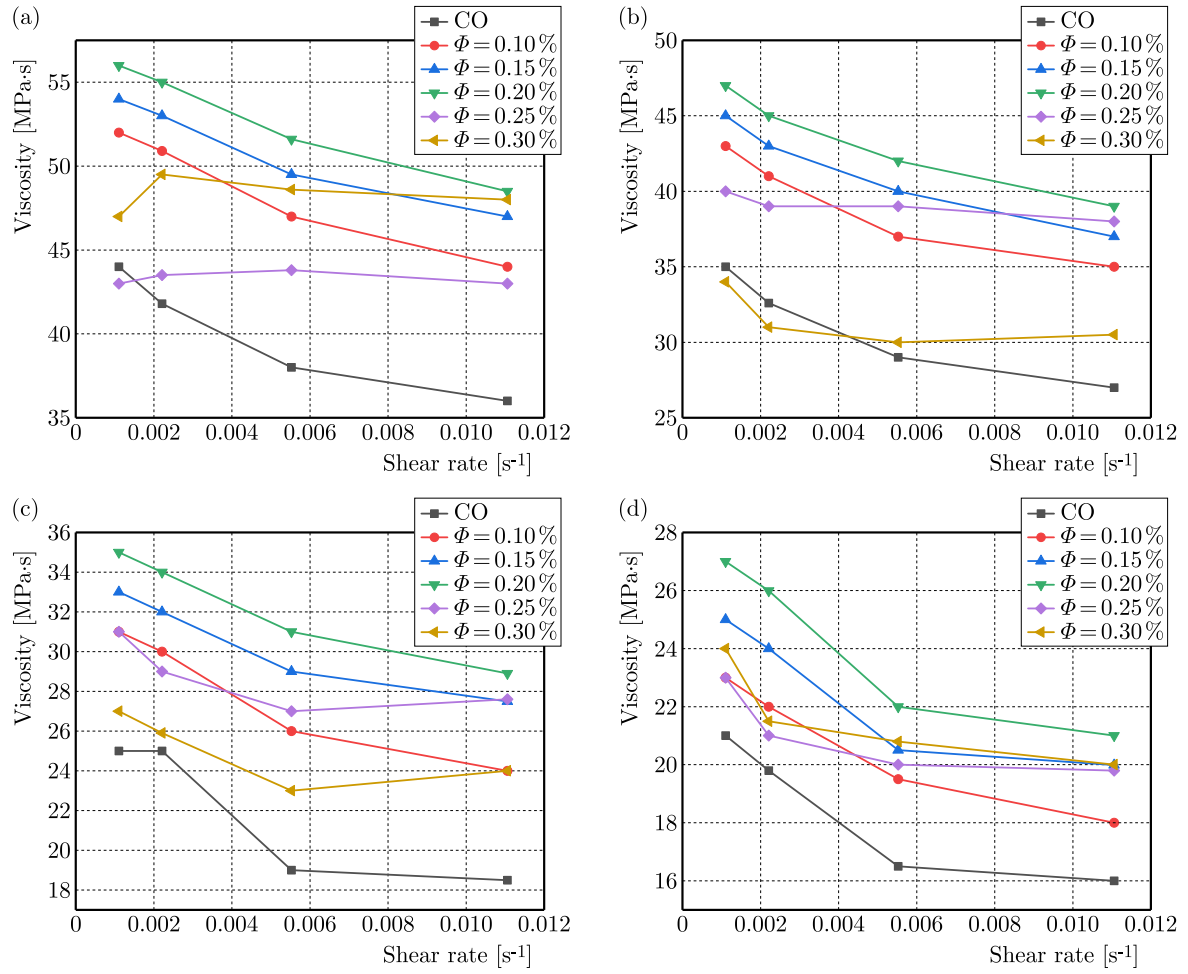 (a)
CO
Φ = 0.10 %
Φ = 0.15 %
Φ = 0.20 %
Φ = 0.25 %
Φ = 0.30 %
Viscosity [MPa·s]
55
50
45
40
35
0 0.002 0.004 0.006 0.008 0.010 0.012
Shear rate [s⁻¹]
(b)
CO
Φ = 0.10 %
Φ = 0.15 %
Φ = 0.20 %
Φ = 0.25 %
Φ = 0.30 %
Viscosity [MPa·s]
50
45
40
35
30
25
0 0.002 0.004 0.006 0.008 0.010 0.012
Shear rate [s⁻¹]
(c)
CO
Φ = 0.10 %
Φ = 0.15 %
Φ = 0.20 %
Φ = 0.25 %
Φ = 0.30 %
Viscosity [MPa·s]
36
34
32
30
28
26
24
22
20
18
0 0.002 0.004 0.006 0.008 0.010 0.012
Shear rate [s⁻¹]
(d)
CO
Φ = 0.10 %
Φ = 0.15 %
Φ = 0.20 %
Φ = 0.25 %
Φ = 0.30 %
Viscosity [MPa·s]
28
26
24
22
20
18
16
0 0.002 0.004 0.006 0.008 0.010 0.012
Shear rate [s⁻¹]